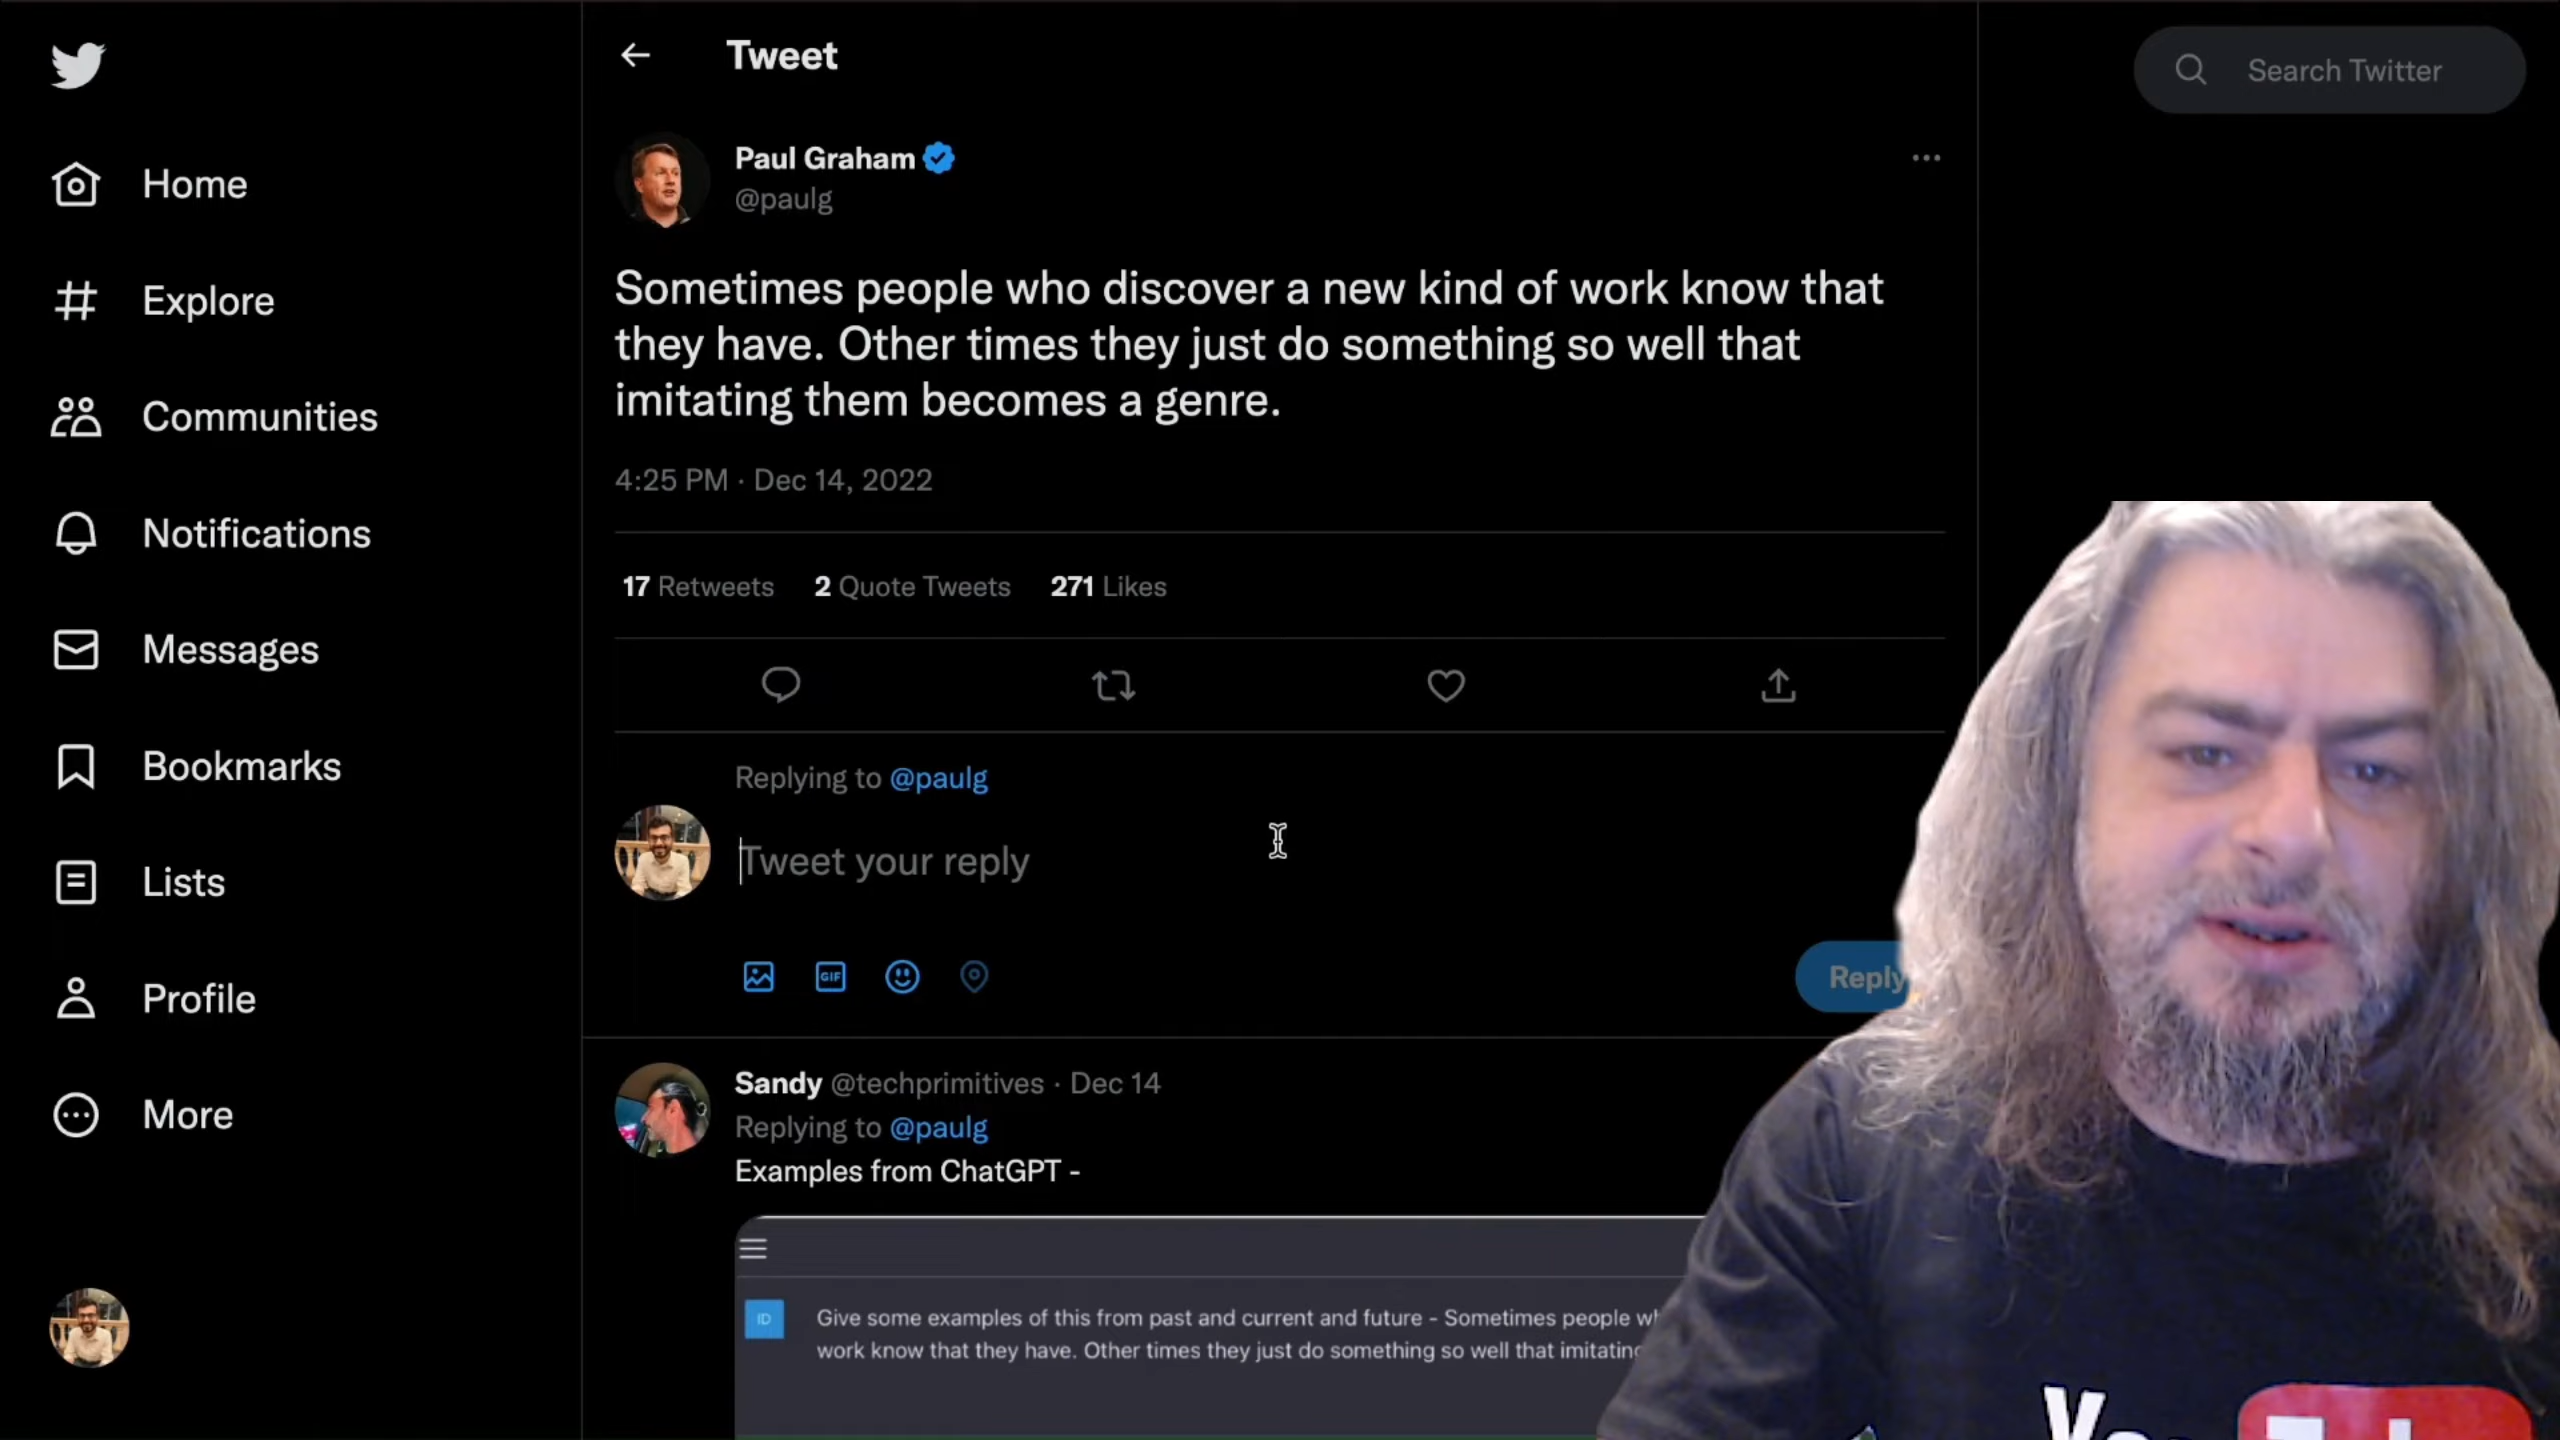 Home
Explore
Communities
Notifications
Messages
Bookmarks
Lists
Profile
More
Tweet
Paul Graham
@paulg
Sometimes people who discover a new kind of work know that
they have. Other times they just do something so well that
imitating them becomes a genre.
4:25 PM · Dec 14, 2022
17 Retweets 2 Quote Tweets 271 Likes
Replying to @paulg
Tweet your reply
GIF
Reply
Sandy @techprimitives · Dec 14
Replying to @paulg
Examples from ChatGPT -
ID
Give some examples of this from past and current and future - Sometimes people
work know that they have. Other times they just do something so well that
Search Twitter